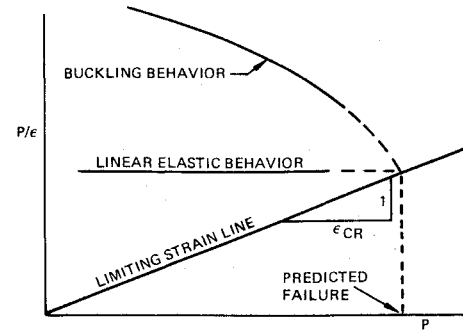 BUCKLING BEHAVIOR
P/ε
LINEAR ELASTIC BEHAVIOR
LIMITING STRAIN LINE
1
ε CR
PREDICTED
FAILURE
P